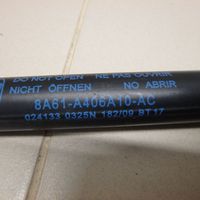 DO NOT OPEN NE PAS OUVRIR
NICHT ÖFFNEN NO ABRIR
8A61-A406A10-AC
024133 0325N 182/09 BT17